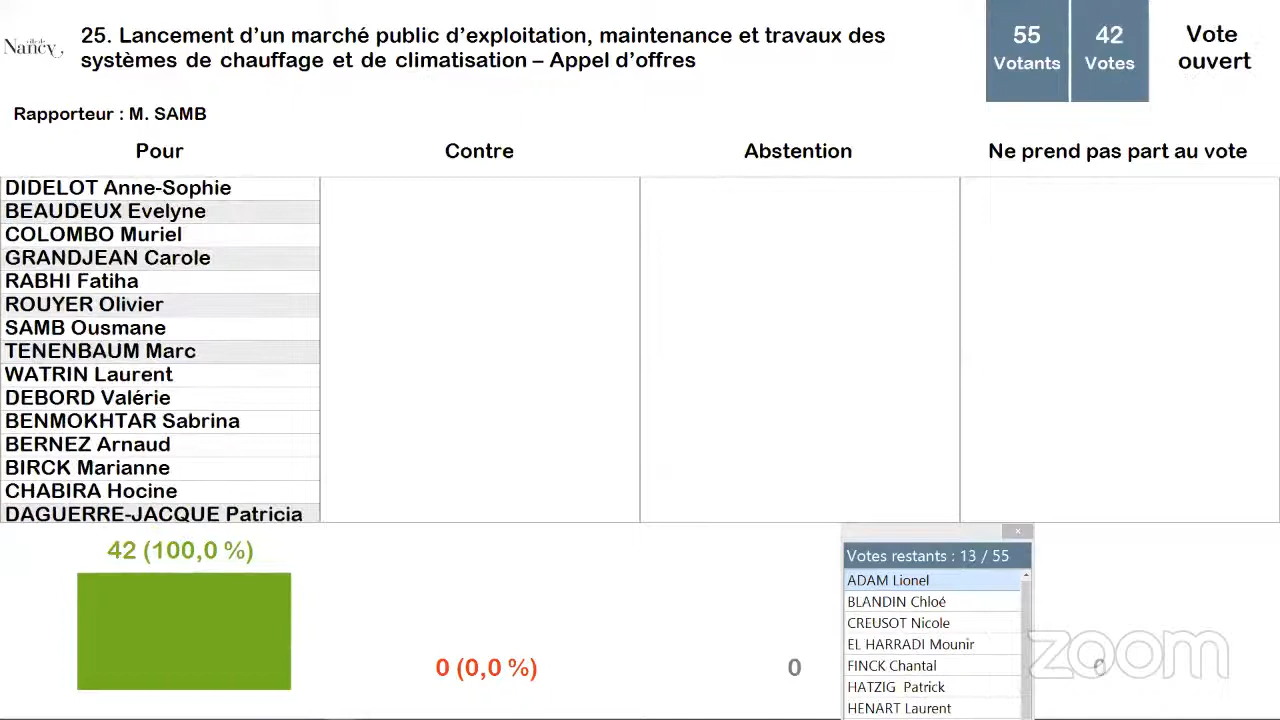 ville de
Nancy,
25. Lancement d'un marché public d'exploitation, maintenance et travaux des
systèmes de chauffage et de climatisation – Appel d'offres
55
Votants
42
Votes
Vote
ouvert
Rapporteur : M. SAMB
Pour
Contre
Abstention
Ne prend pas part au vote
DIDELOT Anne-Sophie
BEAUDEUX Evelyne
COLOMBO Muriel
GRANDJEAN Carole
RABHI Fatiha
ROUYER Olivier
SAMB Ousmane
TENENBAUM Marc
WATRIN Laurent
DEBORD Valérie
BENMOKHTAR Sabrina
BERNEZ Arnaud
BIRCK Marianne
CHABIRA Hocine
DAGUERRE-JACQUE Patricia
42 (100,0 %)
0 (0,0 %)
0
0
Votes restants : 13 / 55
ADAM Lionel
BLANDIN Chloé
CREUSOT Nicole
EL HARRADI Mounir
FINCK Chantal
HATZIG Patrick
HENART Laurent
zoom